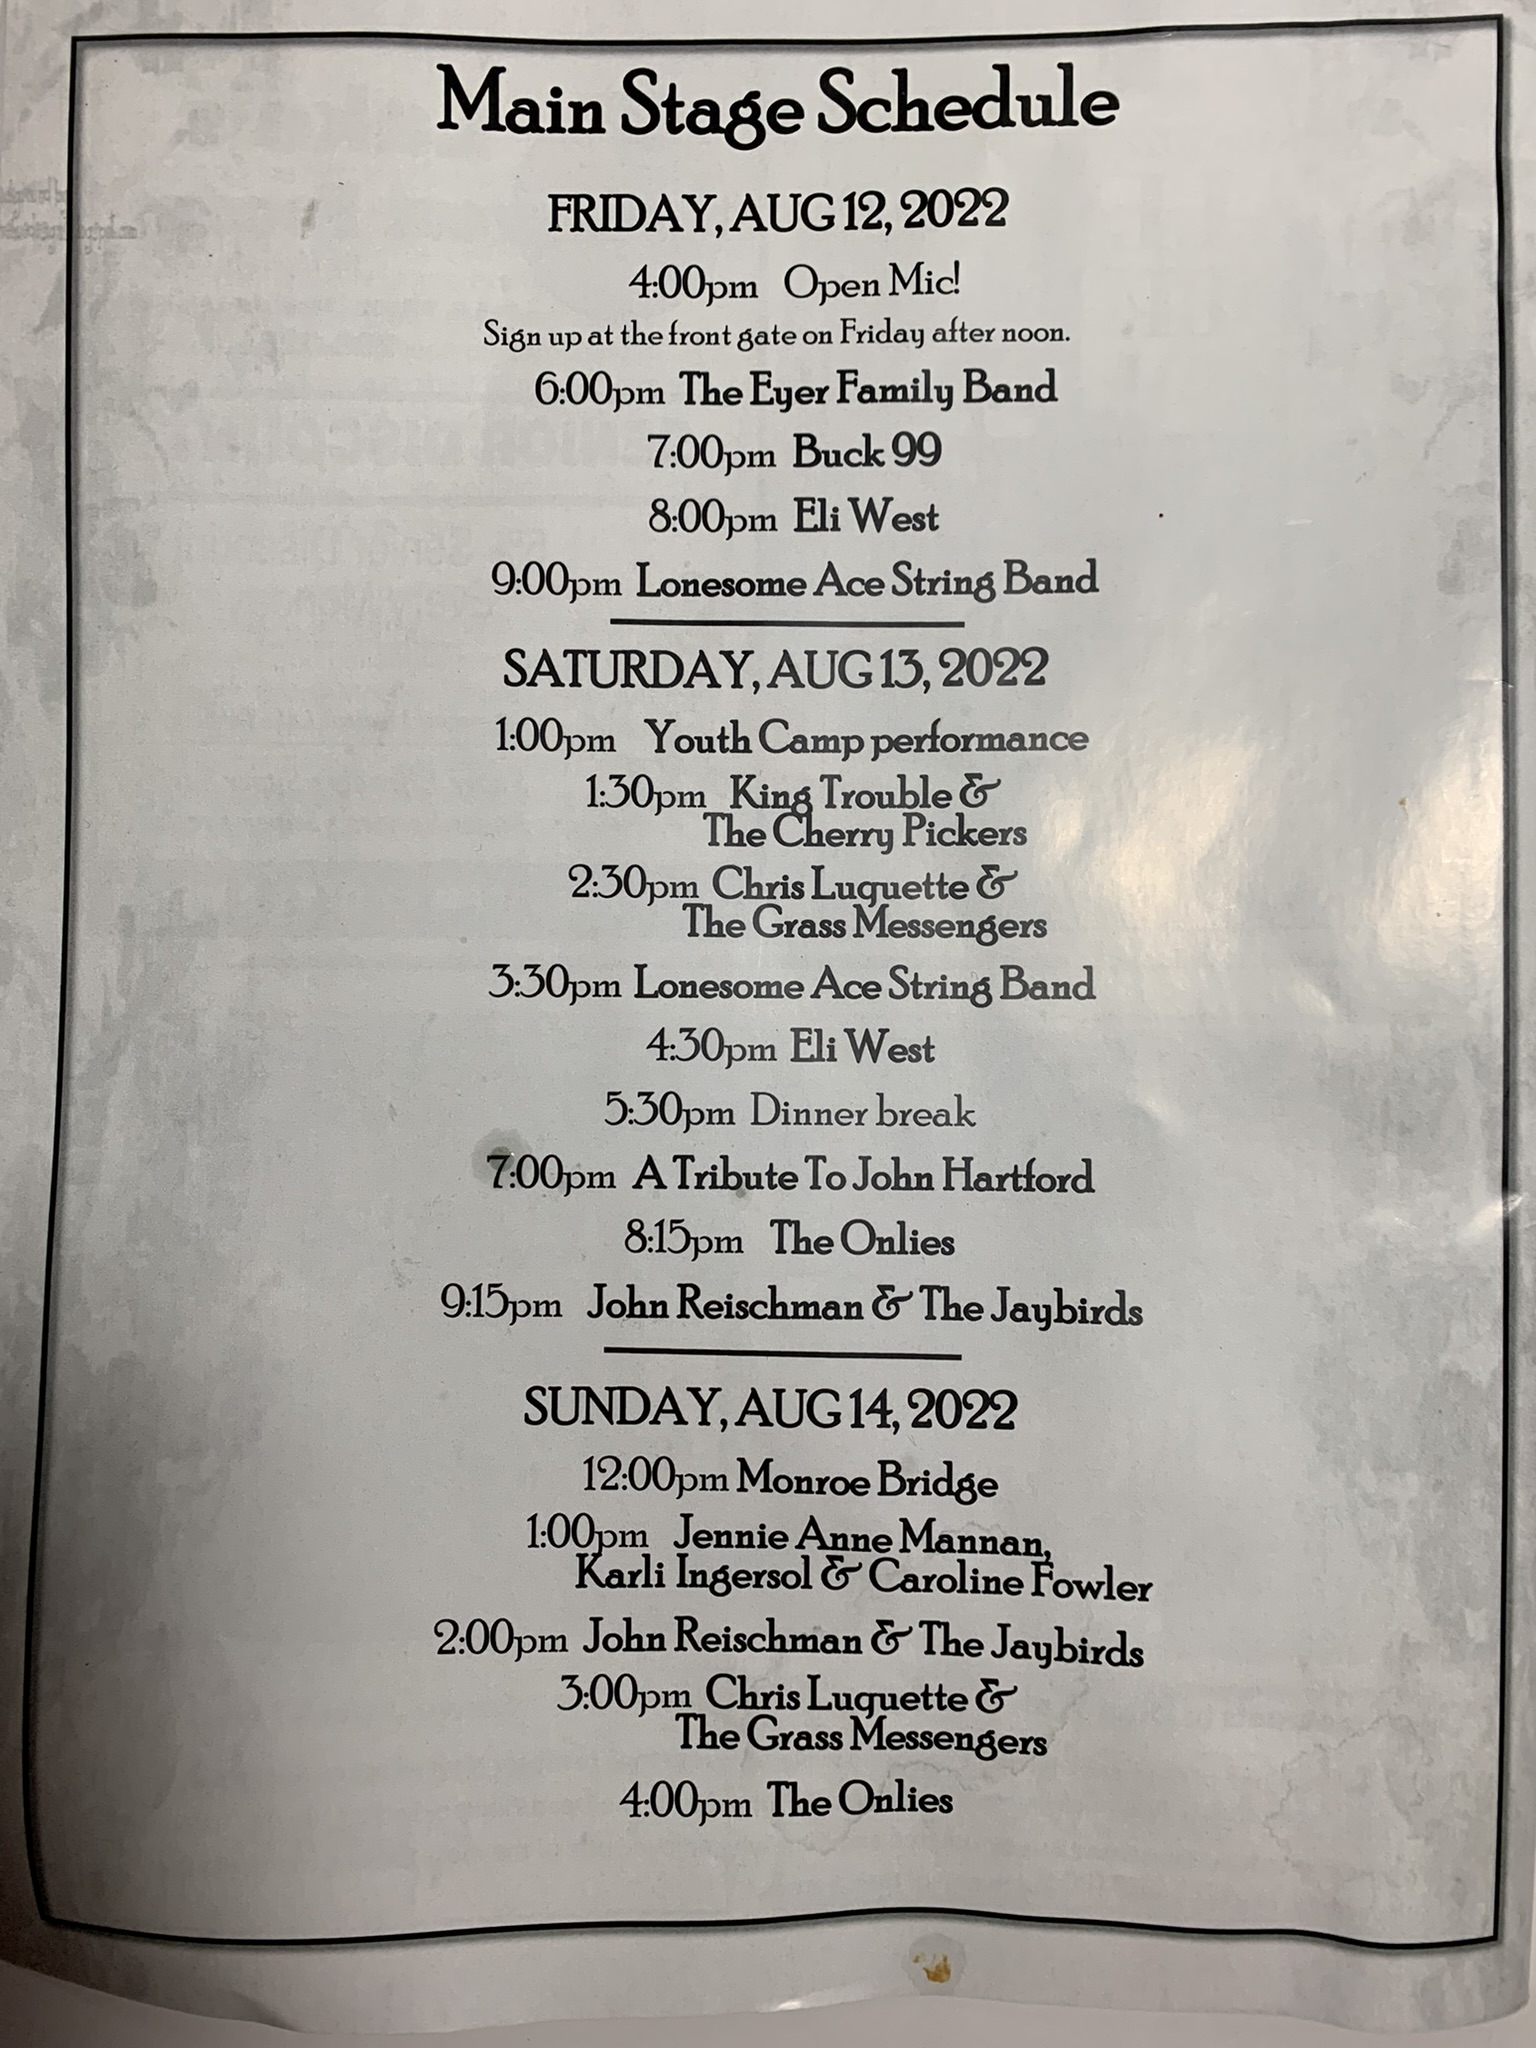 Main Stage Schedule
FRIDAY, AUG 12, 2022
4:00pm Open Mic!
Sign up at the front gate on Friday after noon.
6:00pm The Eyer Family Band
7:00pm Buck 99
8:00pm Eli West
9:00pm Lonesome Ace String Band
SATURDAY, AUG 13, 2022
1:00pm Youth Camp performance
1:30pm King Trouble &
The Cherry Pickers
2:30pm Chris Luquette &
The Grass Messengers
3:30pm Lonesome Ace String Band
4:30pm Eli West
5:30pm Dinner break
7:00pm A Tribute To John Hartford
8:15pm The Onlies
9:15pm John Reischman & The Jaybirds
SUNDAY, AUG 14, 2022
12:00pm Monroe Bridge
1:00pm Jennie Anne Mannan,
Karli Ingersol & Caroline Fowler
2:00pm John Reischman & The Jaybirds
3:00pm Chris Luquette &
The Grass Messengers
4:00pm The Onlies